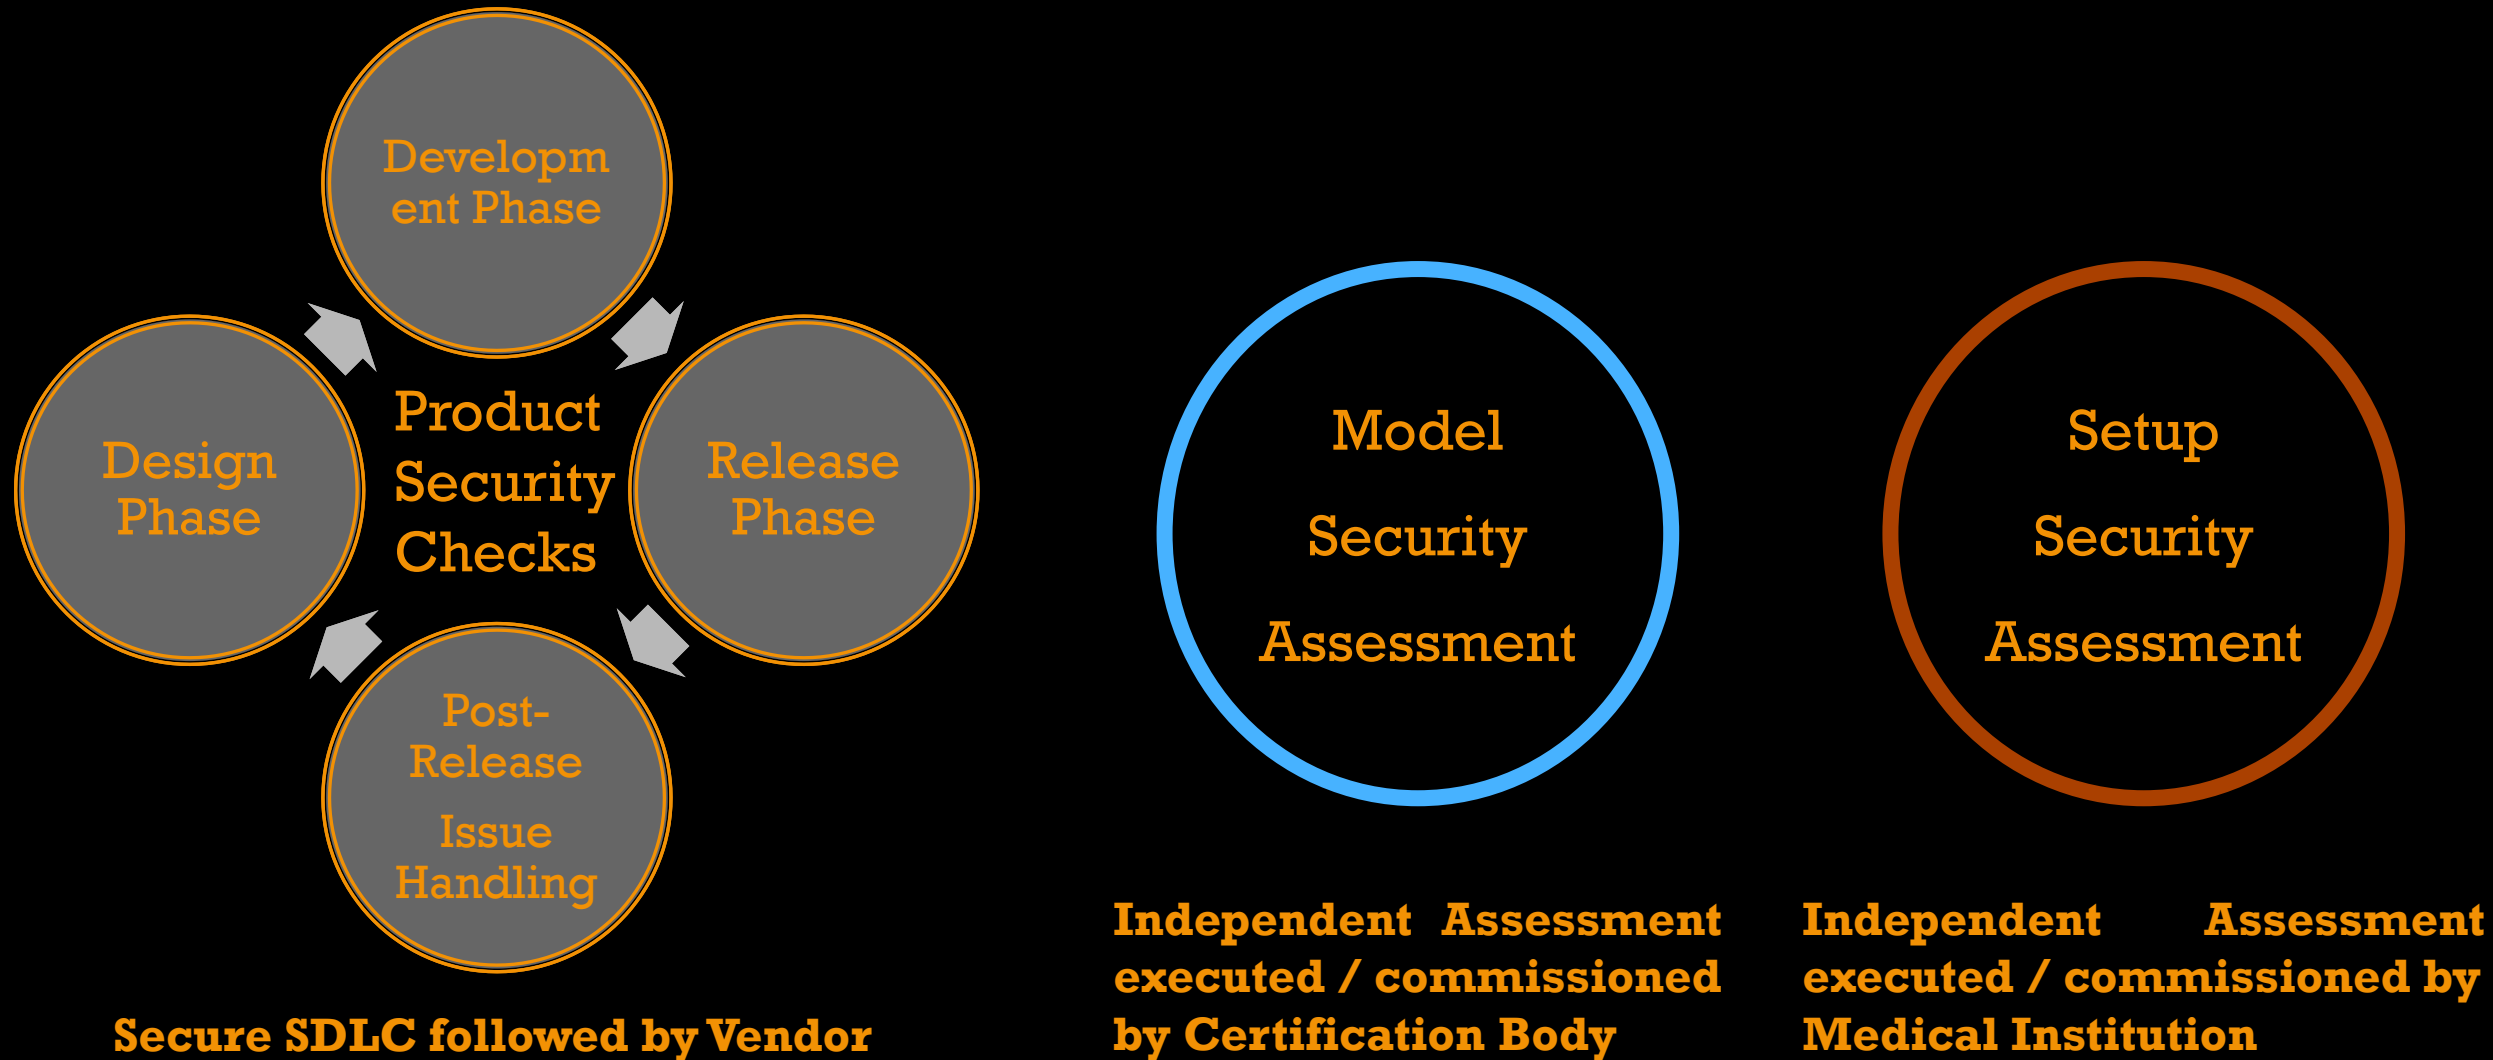 Developm
ent Phase
Design
Phase
Product
Security
Checks
Release
Phase
Post-
Release
Issue
Handling
Secure SDLC followed by Vendor
Model
Security
Assessment
Independent Assessment
executed / commissioned
by Certification Body
Setup
Security
Assessment
Independent Assessment
executed / commissioned by
Medical Institution